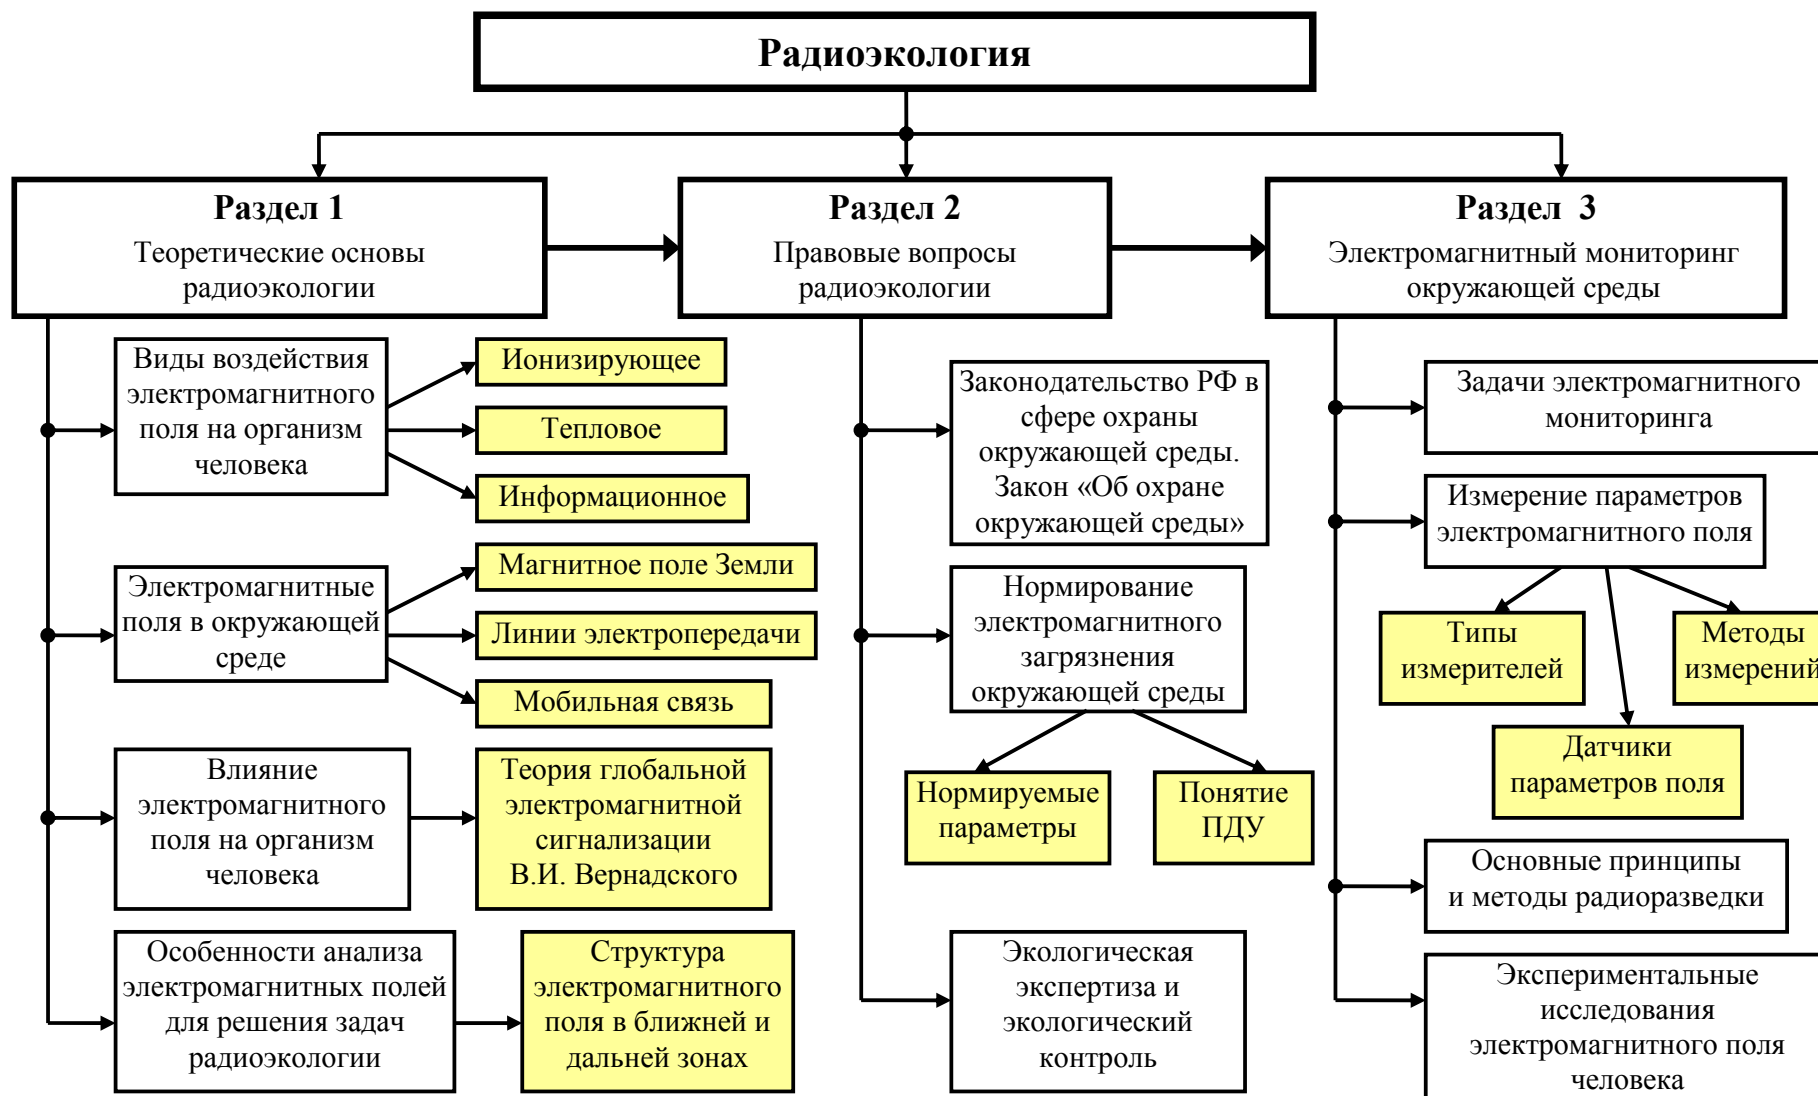 Радиоэкология
Раздел 1
Теоретические основы
радиоэкологии
Раздел 2
Правовые вопросы
радиоэкологии
Раздел 3
Электромагнитный мониторинг
окружающей среды
Виды воздействия
электромагнитного
поля на организм
человека
Ионизирующее
Тепловое
Информационное
Электромагнитные
поля в окружающей
среде
Магнитное поле Земли
Линии электропередачи
Мобильная связь
Влияние
электромагнитного
поля на организм
человека
Теория глобальной
электромагнитной
сигнализации
В.И. Вернадского
Особенности анализа
электромагнитных полей
для решения задач
радиоэкологии
Структура
электромагнитного
поля в ближней и
дальней зонах
Законодательство РФ в
сфере охраны
окружающей среды.
Закон «Об охране
окружающей среды»
Нормирование
электромагнитного
загрязнения
окружающей среды
Нормируемые
параметры
Понятие
ПДУ
Экологическая
экспертиза и
экологический
контроль
Задачи электромагнитного
мониторинга
Измерение параметров
электромагнитного поля
Типы
измерителей
Методы
измерений
Датчики
параметров поля
Основные принципы
и методы радиоразведки
Экспериментальные
исследования
электромагнитного поля
человека